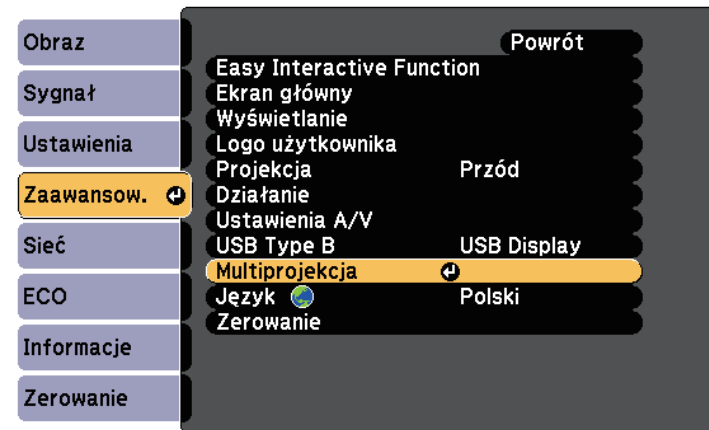 Obraz
Sygnał
Ustawienia
Zaawansow.
Sieć
ECO
Informacje
Zerowanie
Powrót
Easy Interactive Function
Ekran główny
Wyświetlanie
Logo użytkownika
Projekcja Przód
Działanie
Ustawienia A/V
USB Type B USB Display
Multiprojekcja
Język Polski
Zerowanie